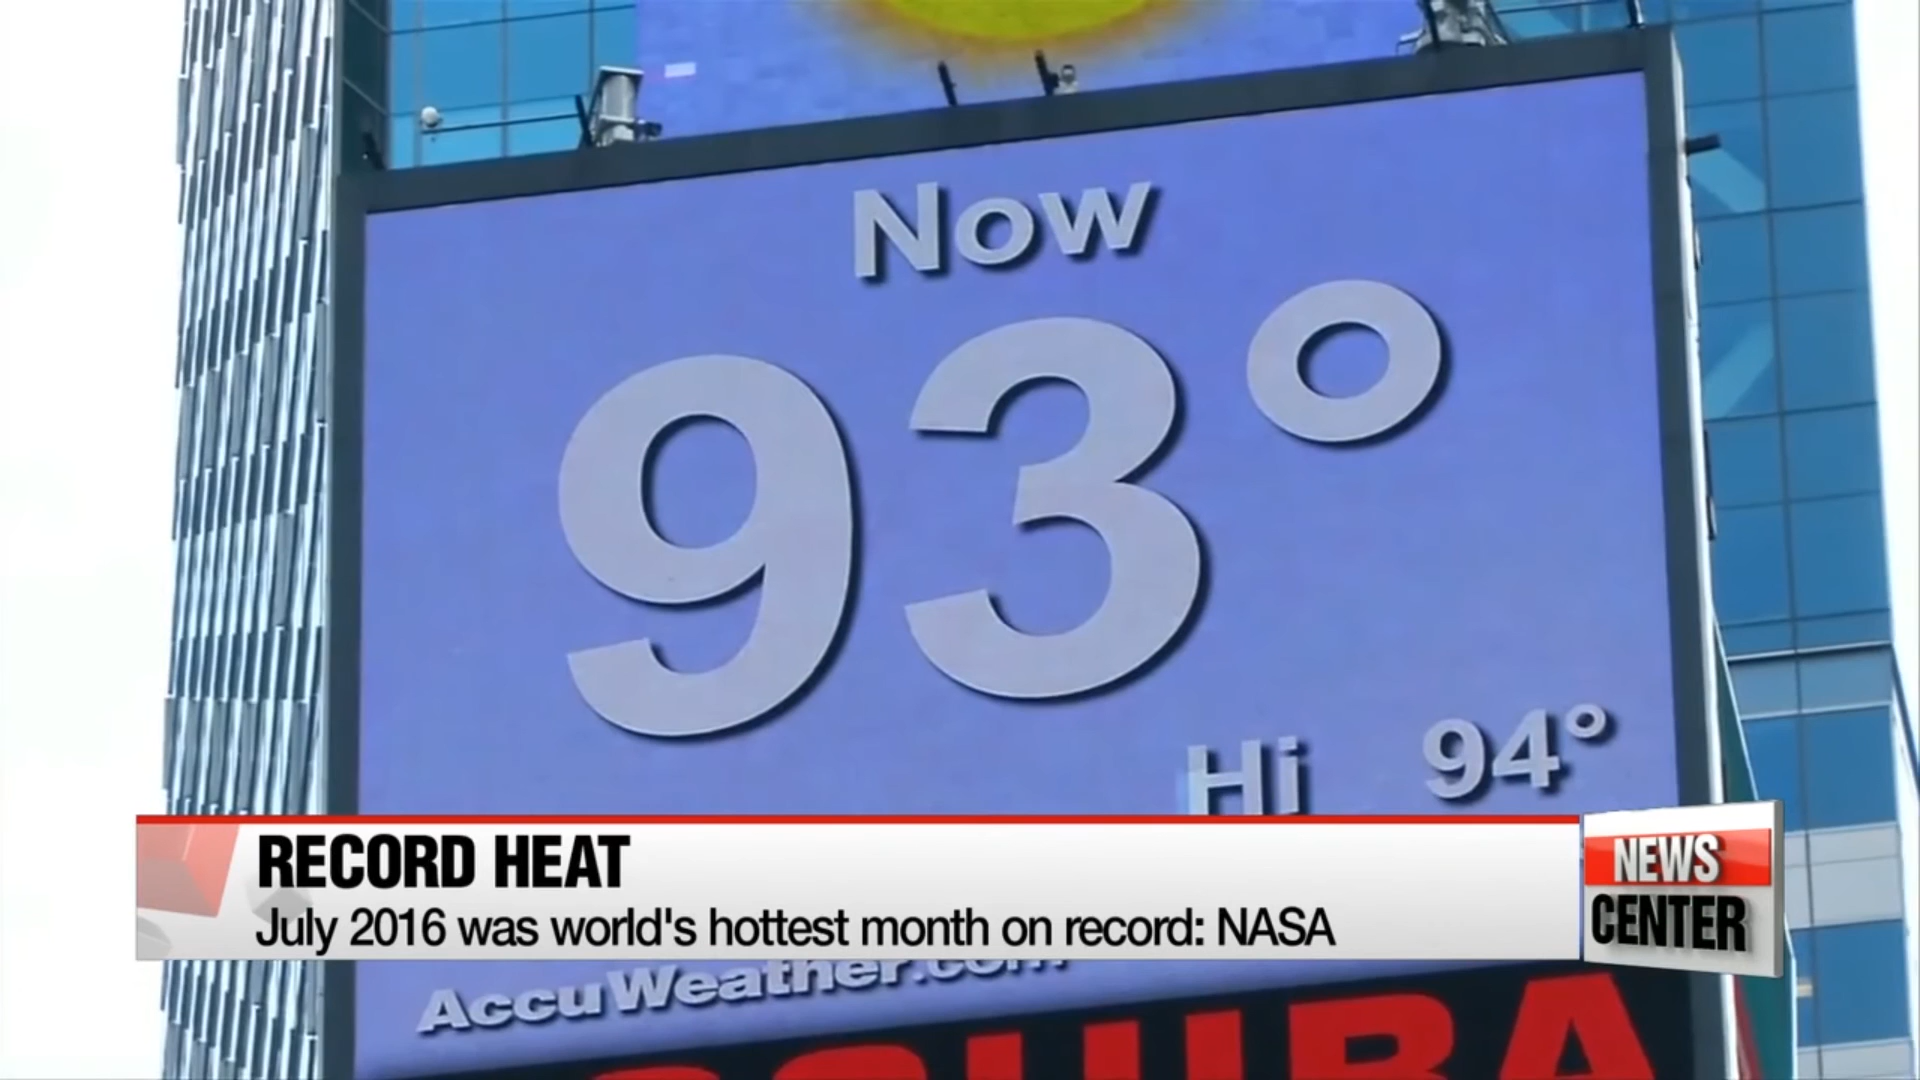 Now
93°
Hi 94°
RECORD HEAT
July 2016 was world's hottest month on record: NASA
NEWS
CENTER
AccuWeather.com